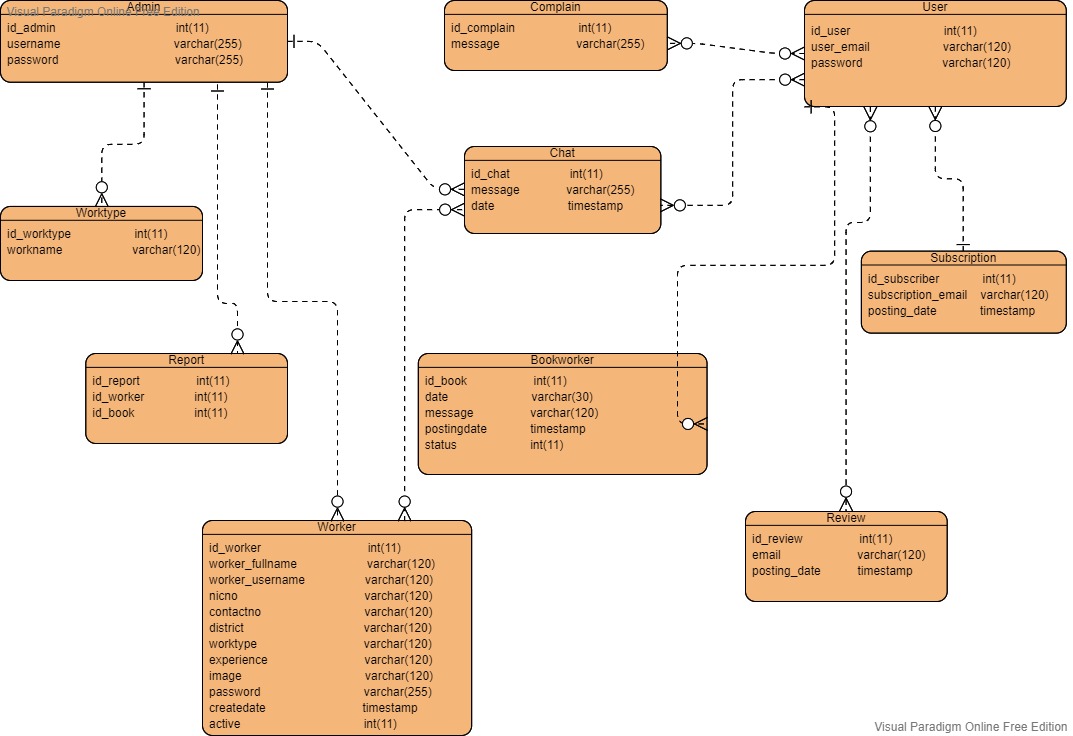 Admin
Visual Paradigm Online Free Edition
id_admin int(11)
username varchar(255)
password varchar(255)
Complain
id_complain int(11)
message varchar(255)
User
id_user int(11)
user_email varchar(120)
password varchar(120)
Chat
id_chat int(11)
message varchar(255)
date timestamp
Worktype
id_worktype int(11)
workname varchar(120)
Subscription
id_subscriber int(11)
subscription_email varchar(120)
posting_date timestamp
Report
id_report int(11)
id_worker int(11)
id_book int(11)
Bookworker
id_book int(11)
date varchar(30)
message varchar(120)
postingdate timestamp
status int(11)
Worker
id_worker int(11)
worker_fullname varchar(120)
worker_username varchar(120)
nicno varchar(120)
contactno varchar(120)
district varchar(120)
worktype varchar(120)
experience varchar(120)
image varchar(120)
password varchar(255)
createdate timestamp
active int(11)
Review
id_review int(11)
email varchar(120)
posting_date timestamp
Visual Paradigm Online Free Edition